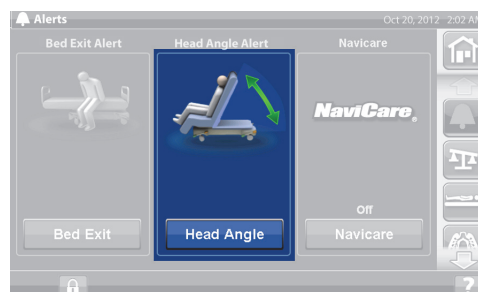 Alerts
Oct 20, 2012 2:02 AM
Bed Exit Alert
Head Angle Alert
Navicare
NaviCare®
Off
Bed Exit
Head Angle
Navicare
?